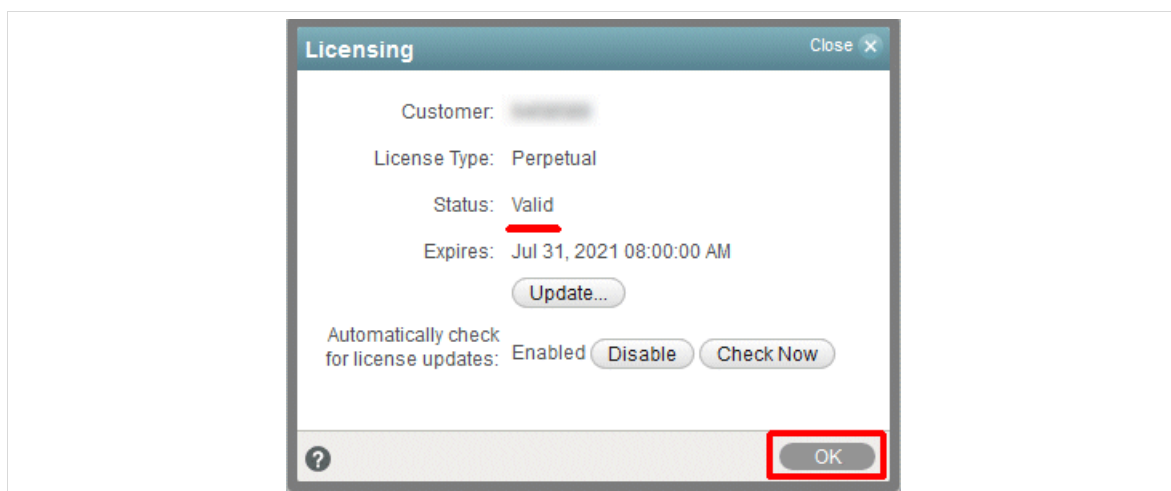 Licensing
Close
Customer:
License Type: Perpetual
Status: Valid
Expires: Jul 31, 2021 08:00:00 AM
Update...
Automatically check
for license updates: Enabled Disable Check Now
? OK